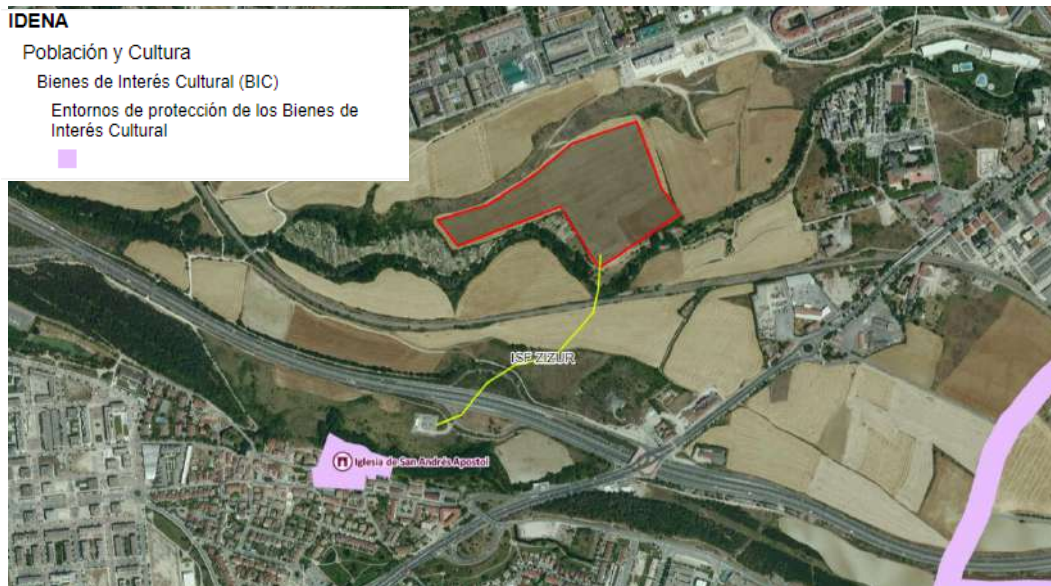 IDENA
Población y Cultura
Bienes de Interés Cultural (BIC)
Entornos de protección de los Bienes de
Interés Cultural
ISF ZIZUR
Iglesia de San Andrés Apostol